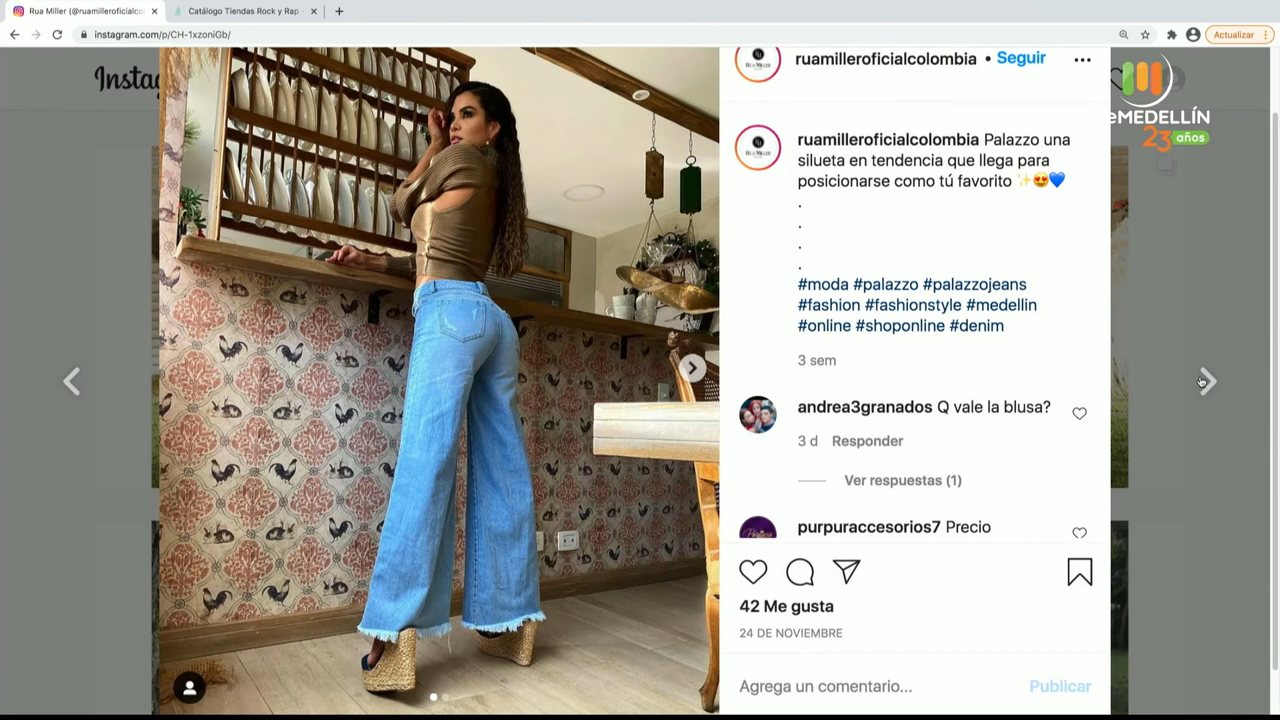 Rua Miller (@ruamilleroficialco
Catálogo Tiendas Rock y Rap -
instagram.com/p/CH-1xzoniGb/
Actualizar
Instag
ruamilleroficialcolombia • Seguir
eMEDELLÍN
23 años
RUA MILLER
ruamilleroficialcolombia Palazzo una
silueta en tendencia que llega para
posicionarse como tú favorito ✨😍💙
.
.
.
.
#moda #palazzo #palazzojeans
#fashion #fashionstyle #medellin
#online #shoponline #denim
3 sem
andrea3granados Q vale la blusa?
3 d Responder
Ver respuestas (1)
purpuraccesorios7 Precio
42 Me gusta
24 DE NOVIEMBRE
Agrega un comentario...
Publicar